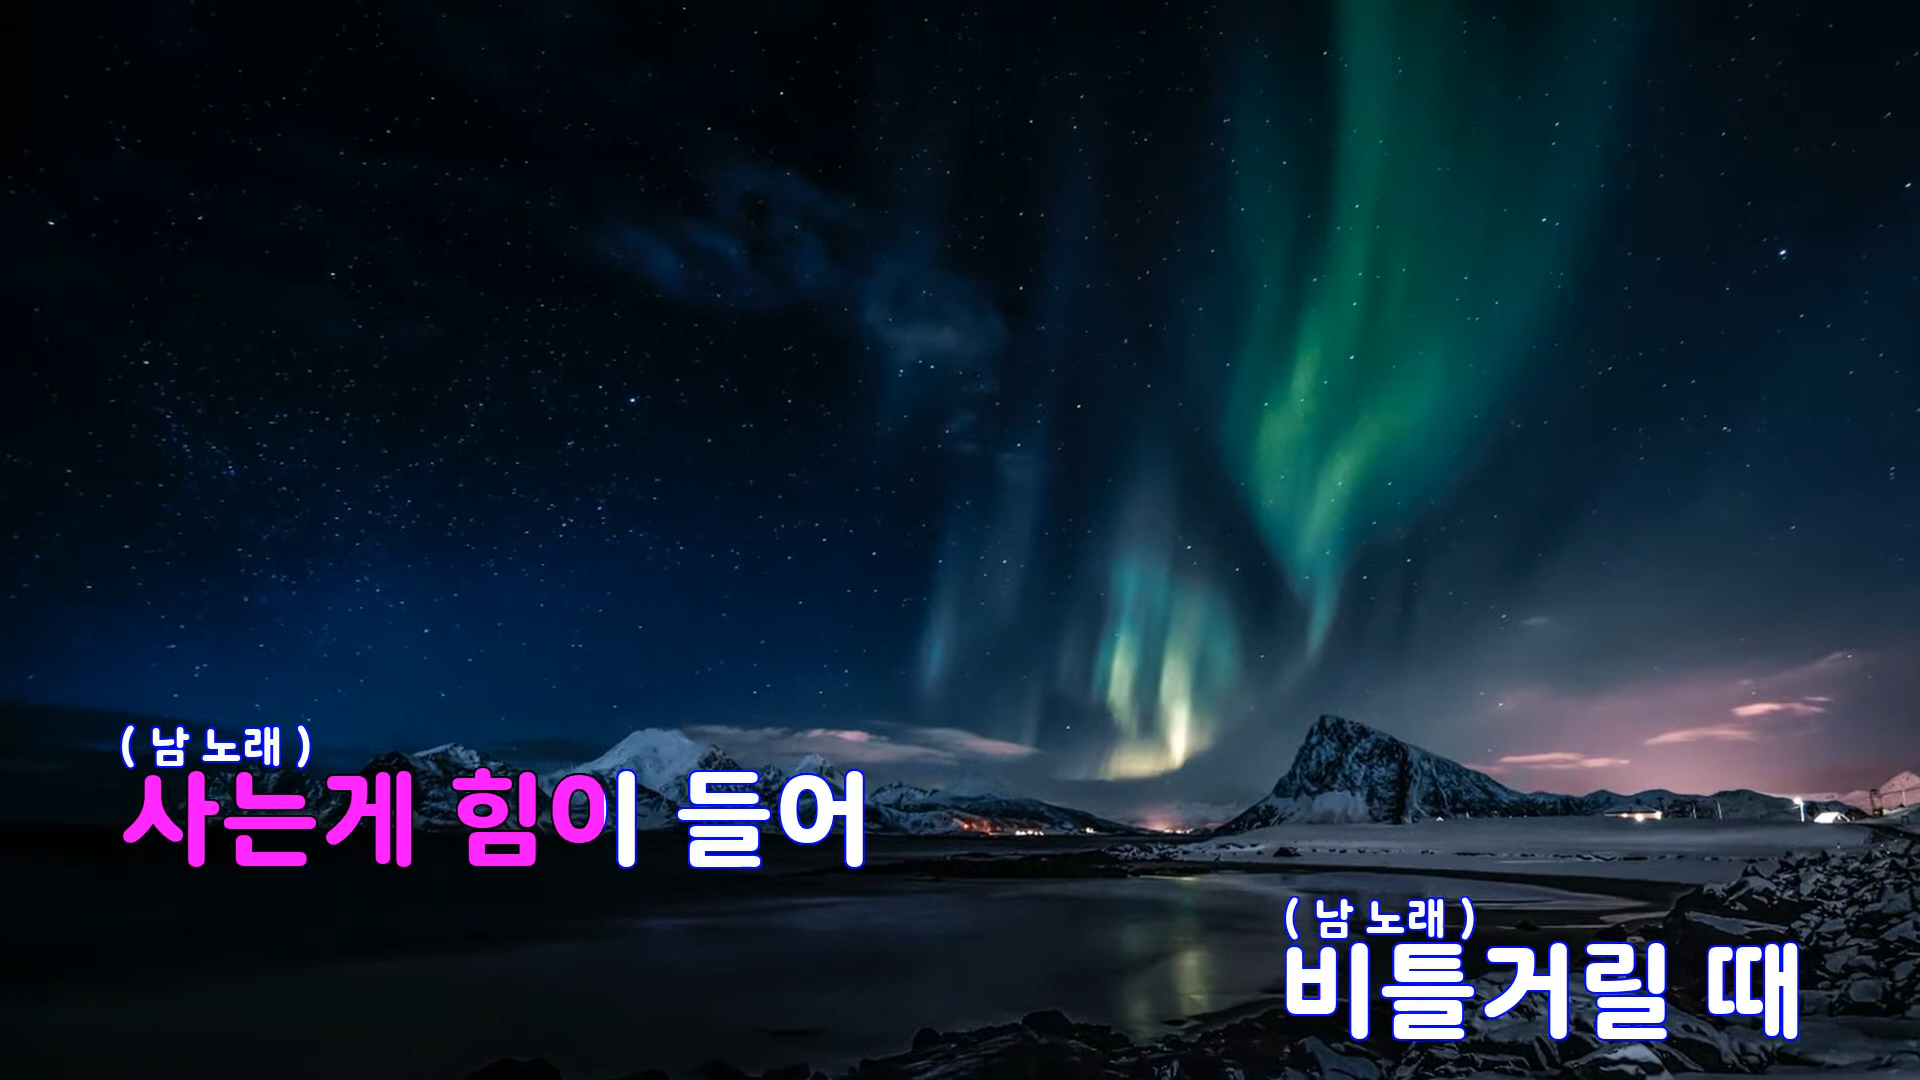 ( 남 노래 )
사는게 힘이 들어
( 남 노래 )
비틀거릴 때